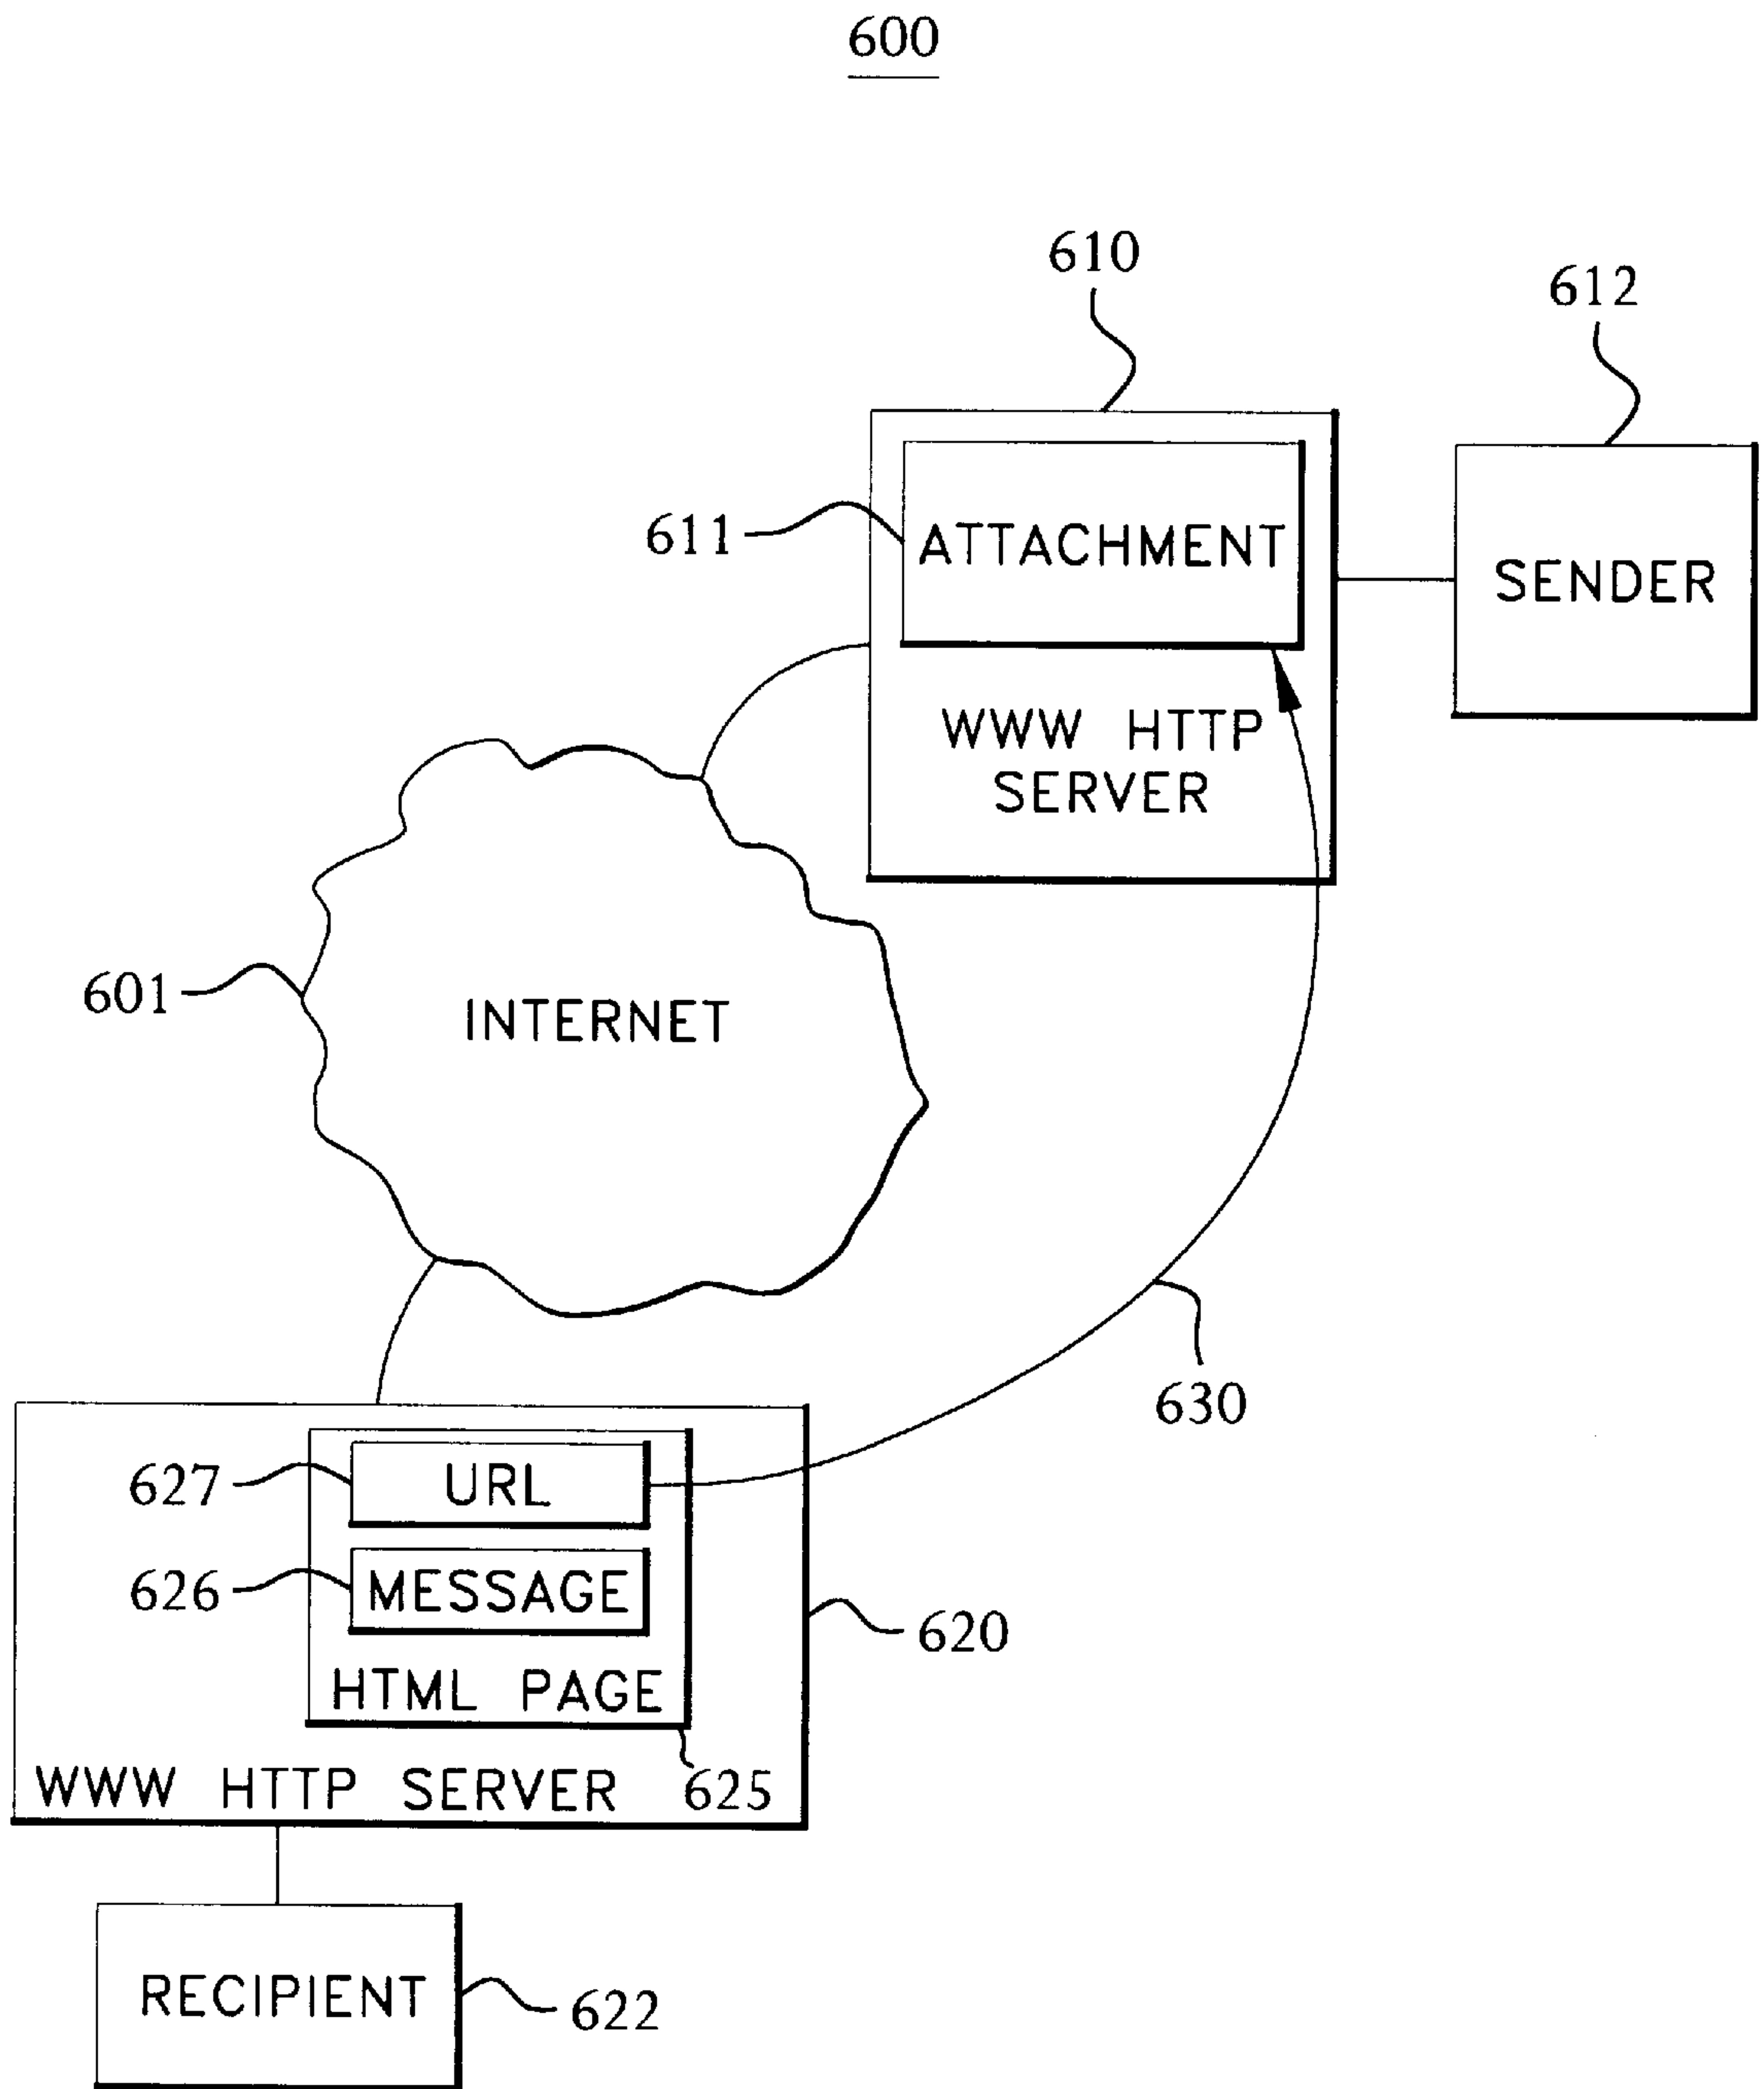 600
610
612
611
ATTACHMENT
SENDER
WWW HTTP
SERVER
601
INTERNET
630
627
URL
626
MESSAGE
620
HTML PAGE
WWW HTTP SERVER
625
RECIPIENT
622